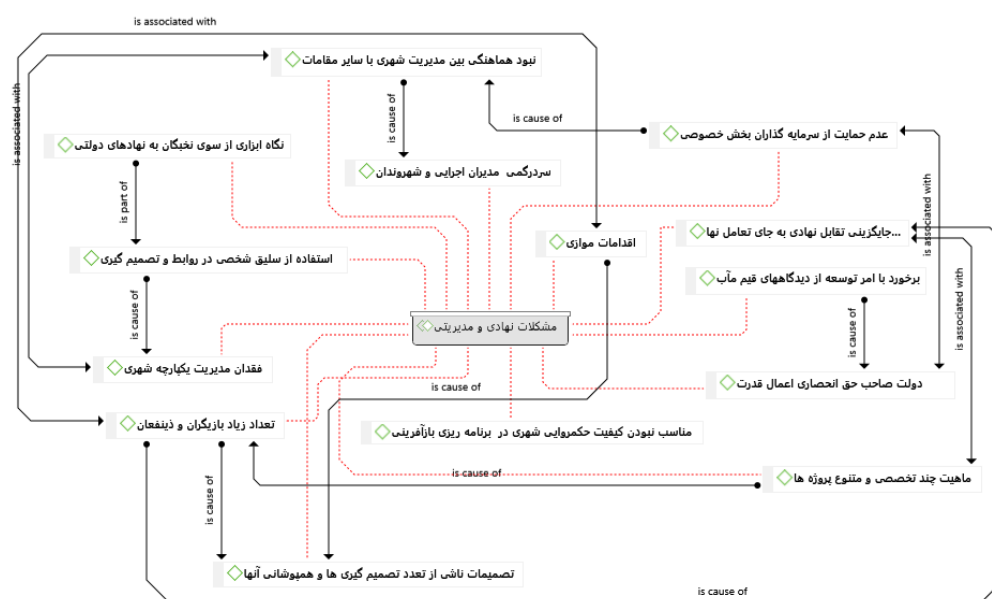 is associated with
نبود هماهنگی بین مدیریت شهری با سایر مقامات
is associated with
is cause of
is cause of
عدم حمایت از سرمایه گذاران بخش خصوصی
نگاه ابزاری از سوی نخبگان به نهادهای دولتی
سردرگمی مدیران اجرایی و شهروندان
is part of
is associated with
اقدامات موازی
...جایگزینی تقابل نهادی به جای تعامل نها
استفاده از سلیق شخصی در روابط و تصمیم گیری
برخورد با امر توسعه از دیدگاههای قیم مآب
is cause of
مشکلات نهادی و مدیریتی
is cause of
is associated with
فقدان مدیریت یکپارچه شهری
is cause of
دولت صاحب حق انحصاری اعمال قدرت
تعداد زیاد بازیگران و ذینفعان
مناسب نبودن کیفیت حکمروایی شهری در برنامه ریزی بازآفرینی
is cause of
ماهیت چند تخصصی و متنوع پروژه ها
is cause of
تصمیمات ناشی از تعدد تصمیم گیری ها و همپوشانی آنها
is cause of